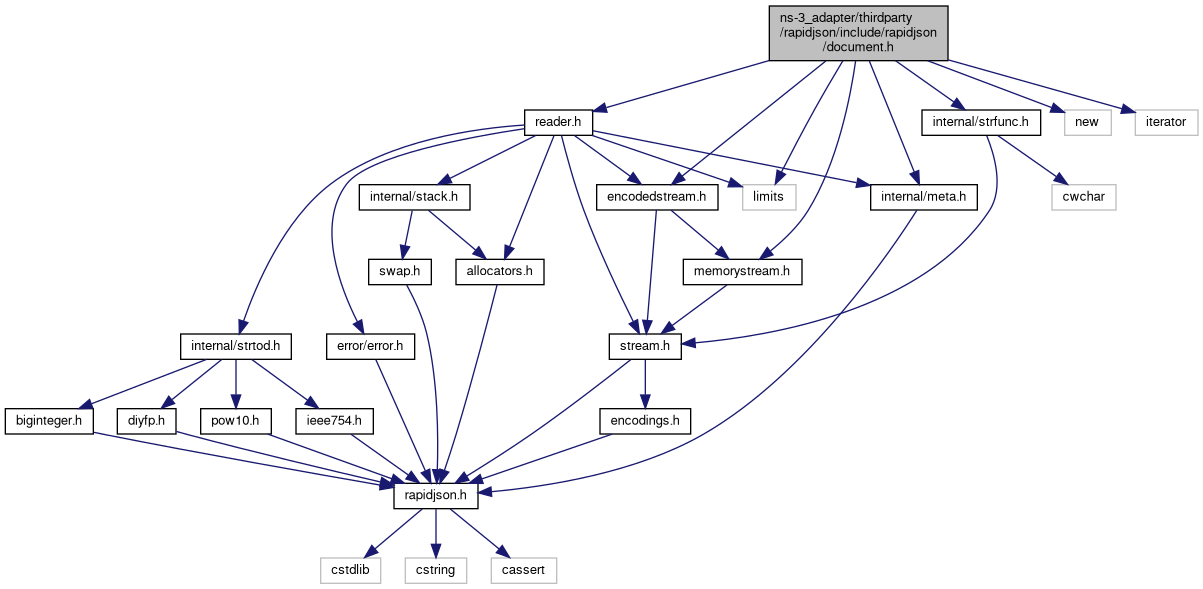 ns-3_adapter/thirdparty
/rapidjson/include/rapidjson
/document.h
reader.h
internal/strfunc.h
new
iterator
internal/stack.h
encodedstream.h
limits
internal/meta.h
cwchar
swap.h
allocators.h
memorystream.h
internal/strtod.h
error/error.h
stream.h
biginteger.h
diyfp.h
pow10.h
ieee754.h
encodings.h
rapidjson.h
cstdlib
cstring
cassert